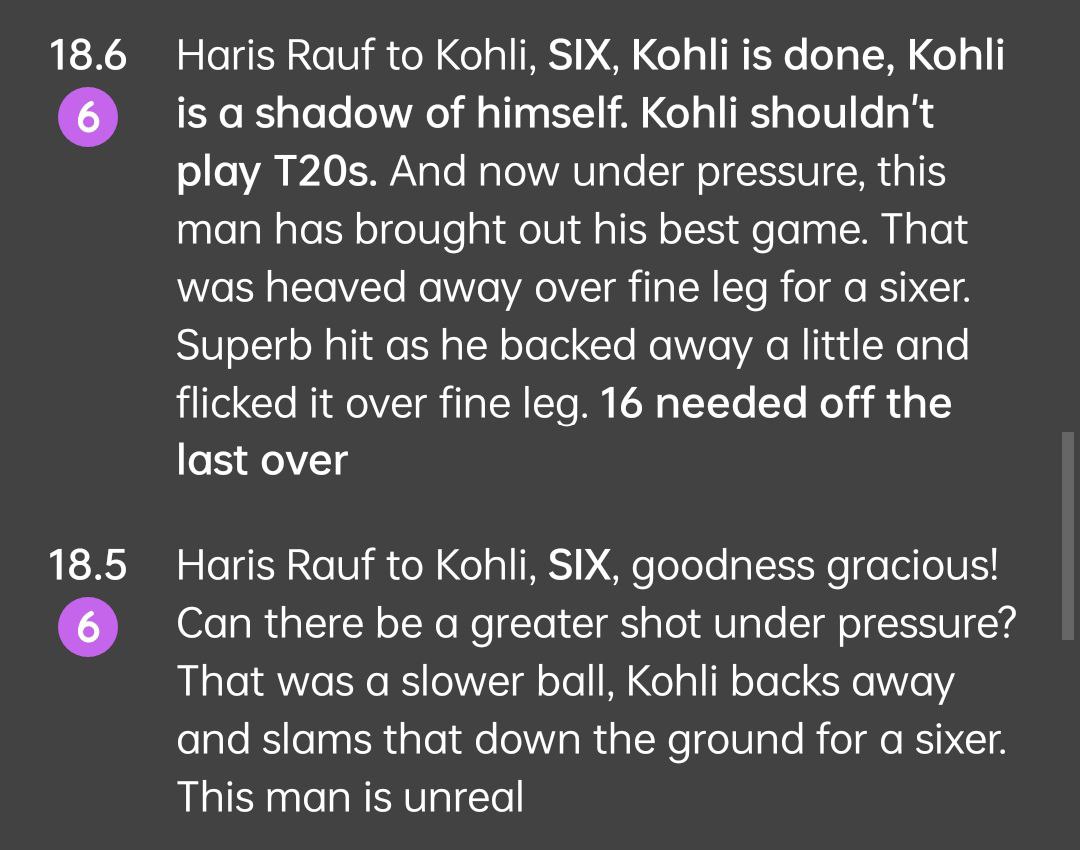 18.6 Haris Rauf to Kohli, SIX, Kohli is done, Kohli
6 is a shadow of himself. Kohli shouldn't
play T20s. And now under pressure, this
man has brought out his best game. That
was heaved away over fine leg for a sixer.
Superb hit as he backed away a little and
flicked it over fine leg. 16 needed off the
last over
18.5 Haris Rauf to Kohli, SIX, goodness gracious!
6 Can there be a greater shot under pressure?
That was a slower ball, Kohli backs away
and slams that down the ground for a sixer.
This man is unreal